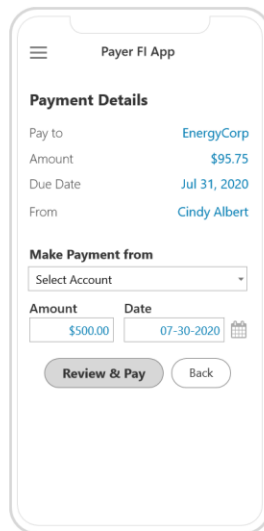 Payer FI App
Payment Details
Pay to EnergyCorp
Amount $95.75
Due Date Jul 31, 2020
From Cindy Albert
Make Payment from
Select Account
Amount Date
$500.00 07-30-2020
Review & Pay Back